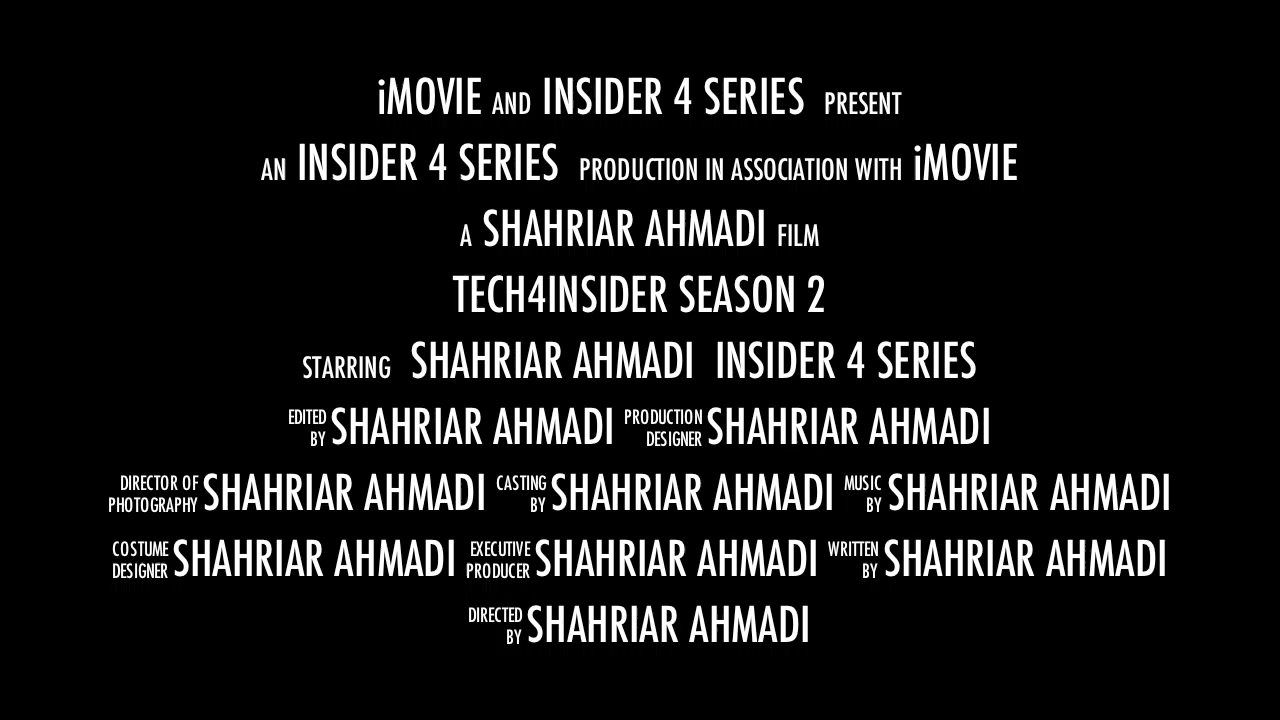 iMOVIE AND INSIDER 4 SERIES PRESENT
AN INSIDER 4 SERIES PRODUCTION IN ASSOCIATION WITH iMOVIE
A SHAHRIAR AHMADI FILM
TECH4INSIDER SEASON 2
STARRING SHAHRIAR AHMADI INSIDER 4 SERIES
EDITED BY SHAHRIAR AHMADI PRODUCTION DESIGNER SHAHRIAR AHMADI
DIRECTOR OF PHOTOGRAPHY SHAHRIAR AHMADI CASTING BY SHAHRIAR AHMADI MUSIC BY SHAHRIAR AHMADI
COSTUME DESIGNER SHAHRIAR AHMADI EXECUTIVE PRODUCER SHAHRIAR AHMADI WRITTEN BY SHAHRIAR AHMADI
DIRECTED BY SHAHRIAR AHMADI